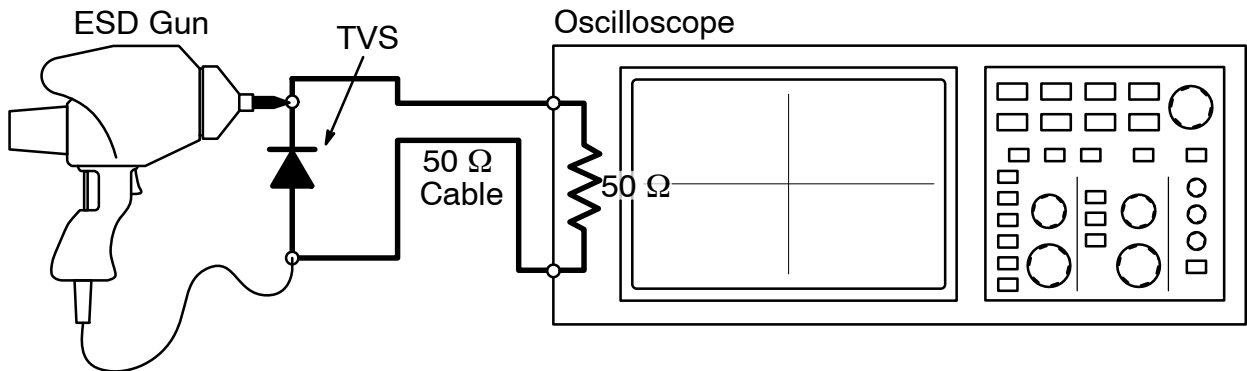 ESD Gun
TVS
Oscilloscope
50 Ω
Cable
50 Ω